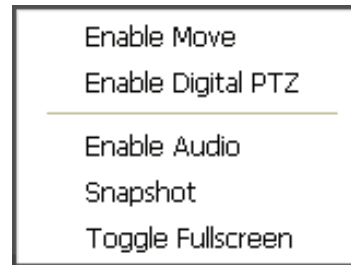 Enable Move
Enable Digital PTZ
Enable Audio
Snapshot
Toggle Fullscreen